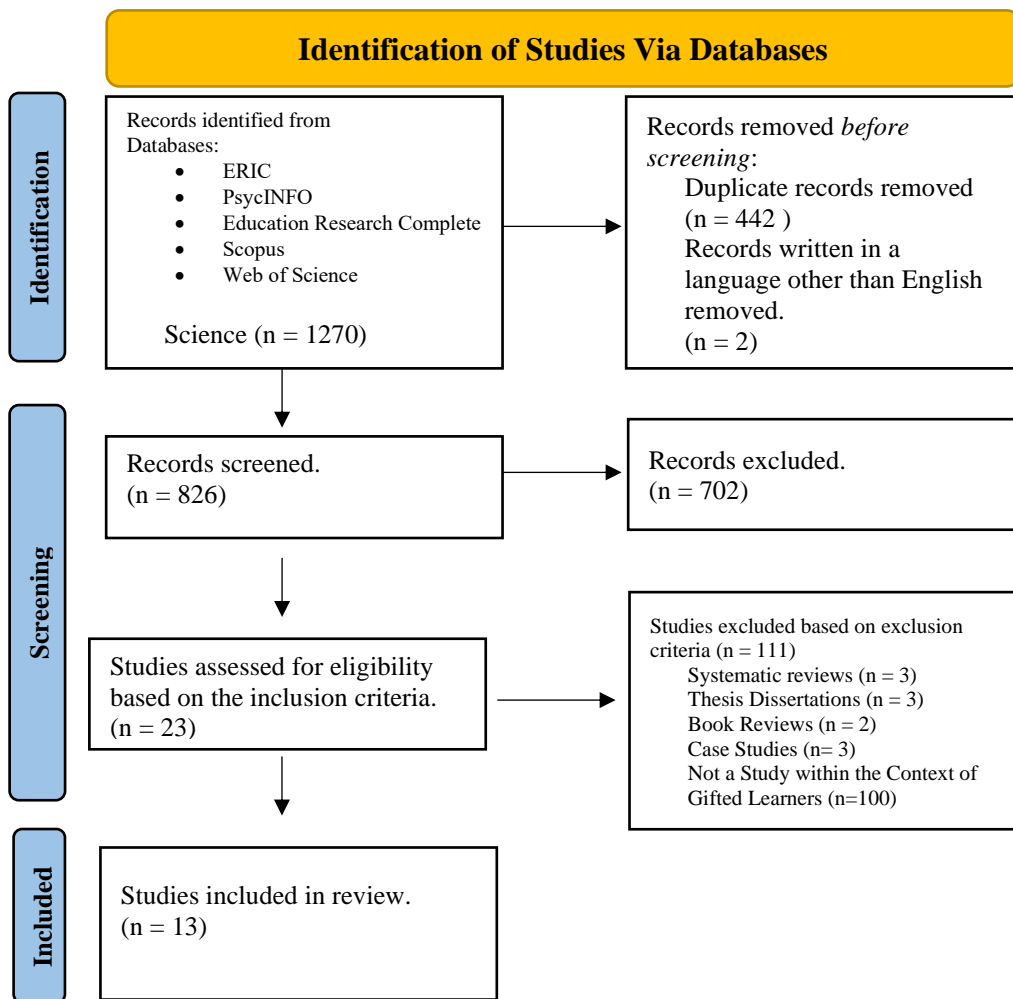 Identification of Studies Via Databases
Identification
Records identified from
Databases:
• ERIC
• PsycINFO
• Education Research Complete
• Scopus
• Web of Science
Science (n = 1270)
Records removed before
screening:
Duplicate records removed
(n = 442 )
Records written in a
language other than English
removed.
(n = 2)
Screening
Records screened.
(n = 826)
Records excluded.
(n = 702)
Studies assessed for eligibility
based on the inclusion criteria.
(n = 23)
Studies excluded based on exclusion
criteria (n = 111)
Systematic reviews (n = 3)
Thesis Dissertations (n = 3)
Book Reviews (n = 2)
Case Studies (n= 3)
Not a Study within the Context of
Gifted Learners (n=100)
Included
Studies included in review.
(n = 13)